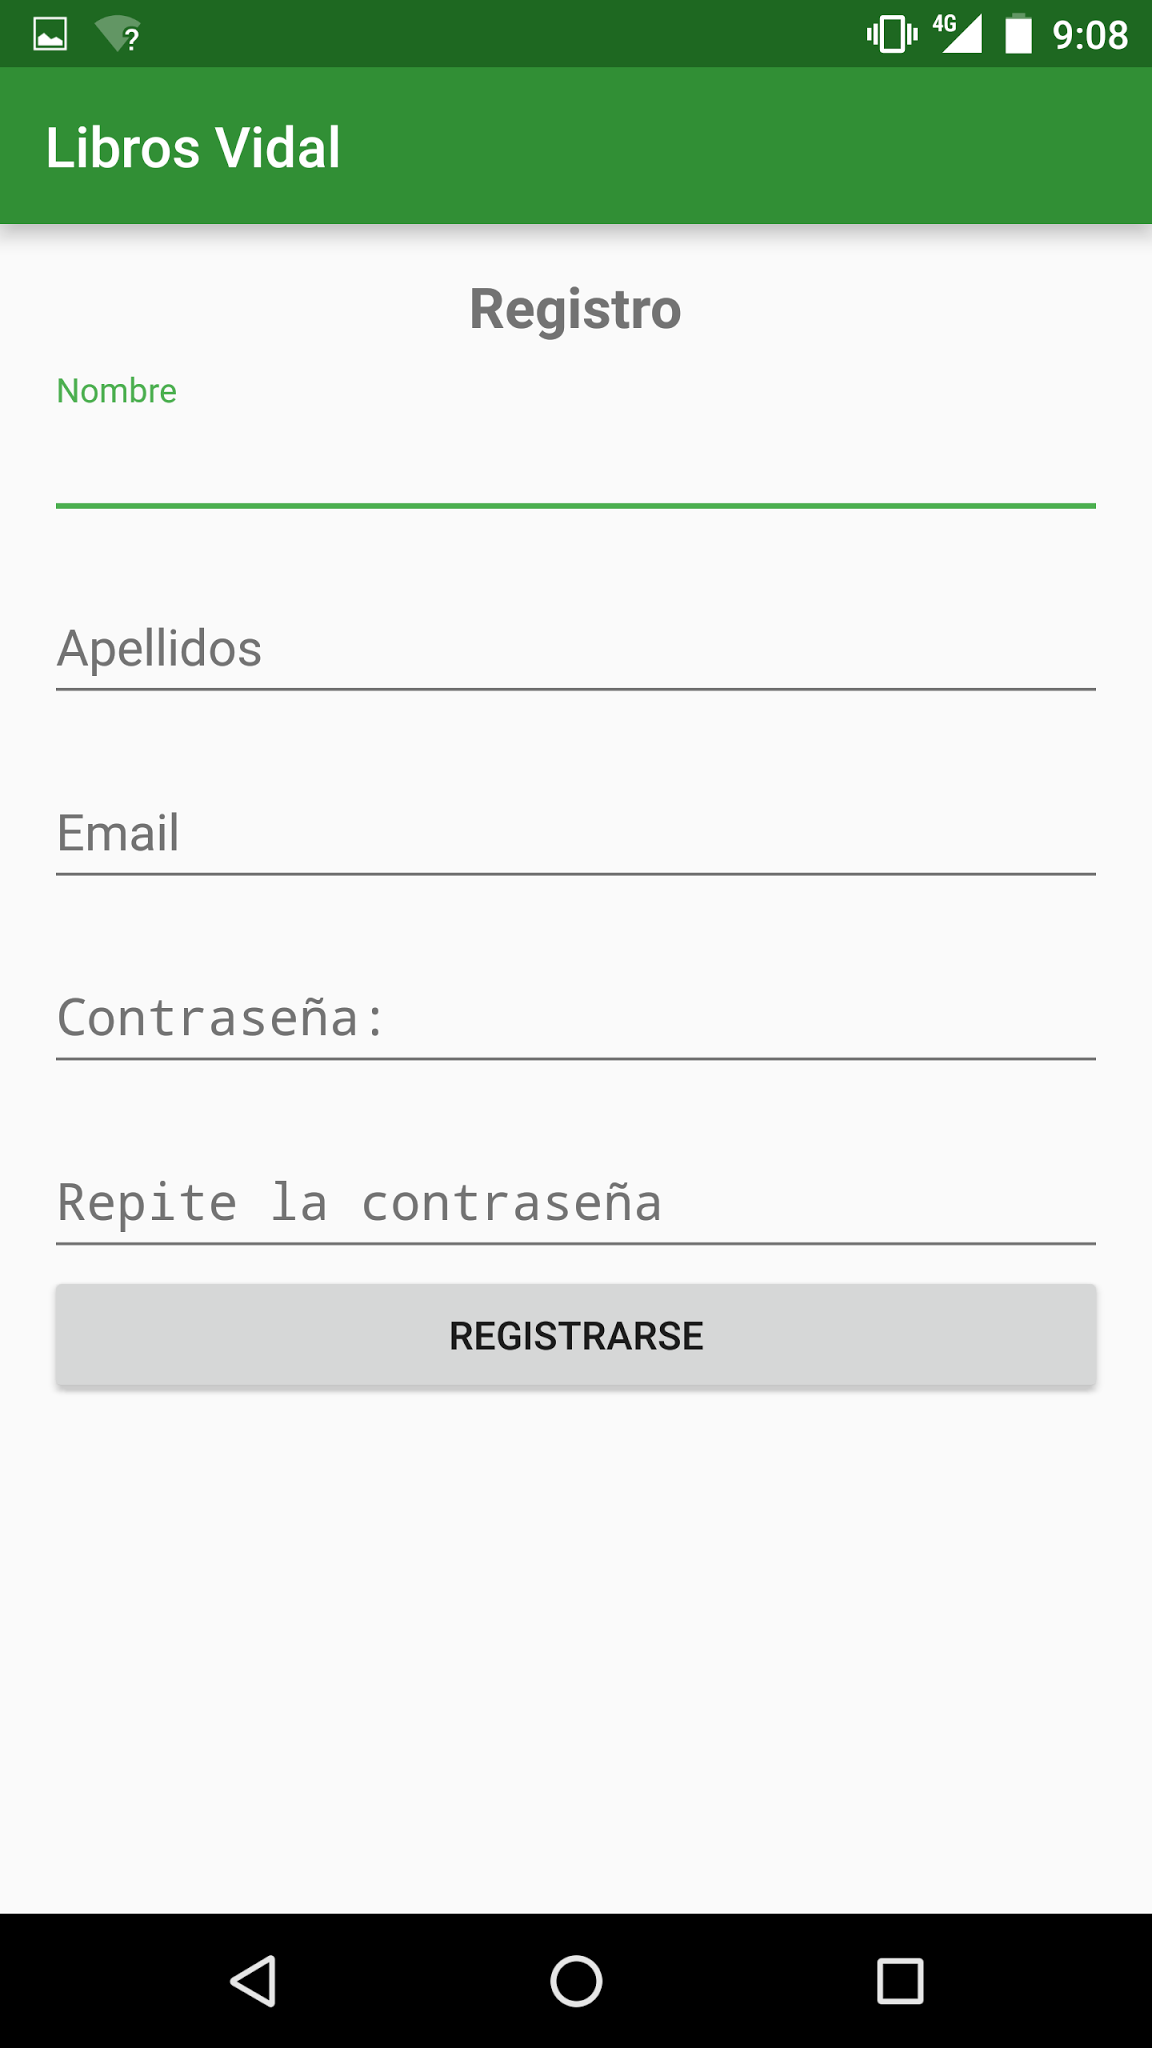 4G 9:08
Libros Vidal
Registro
Nombre
Apellidos
Email
Contraseña:
Repite la contraseña
REGISTRARSE